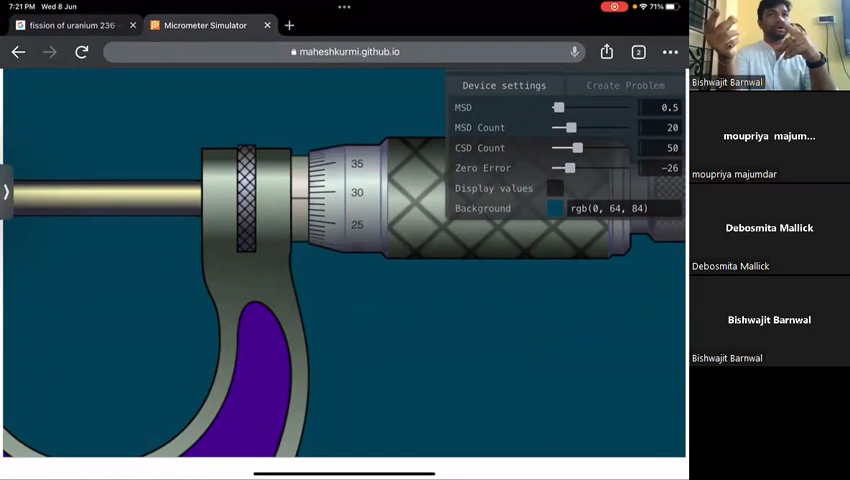 7:21 PM Wed 8 Jun
71%
fission of uranium 236 -
Micrometer Simulator
maheshkurmi.github.io
2
Device settings
Create Problem
MSD
0.5
MSD Count
20
CSD Count
50
Zero Error
-26
Display values
Background
rgb(0, 64, 84)
35
30
25
Bishwajit Barnwal
moupriya majum...
moupriya majumdar
Debosmita Mallick
Debosmita Mallick
Bishwajit Barnwal
Bishwajit Barnwal